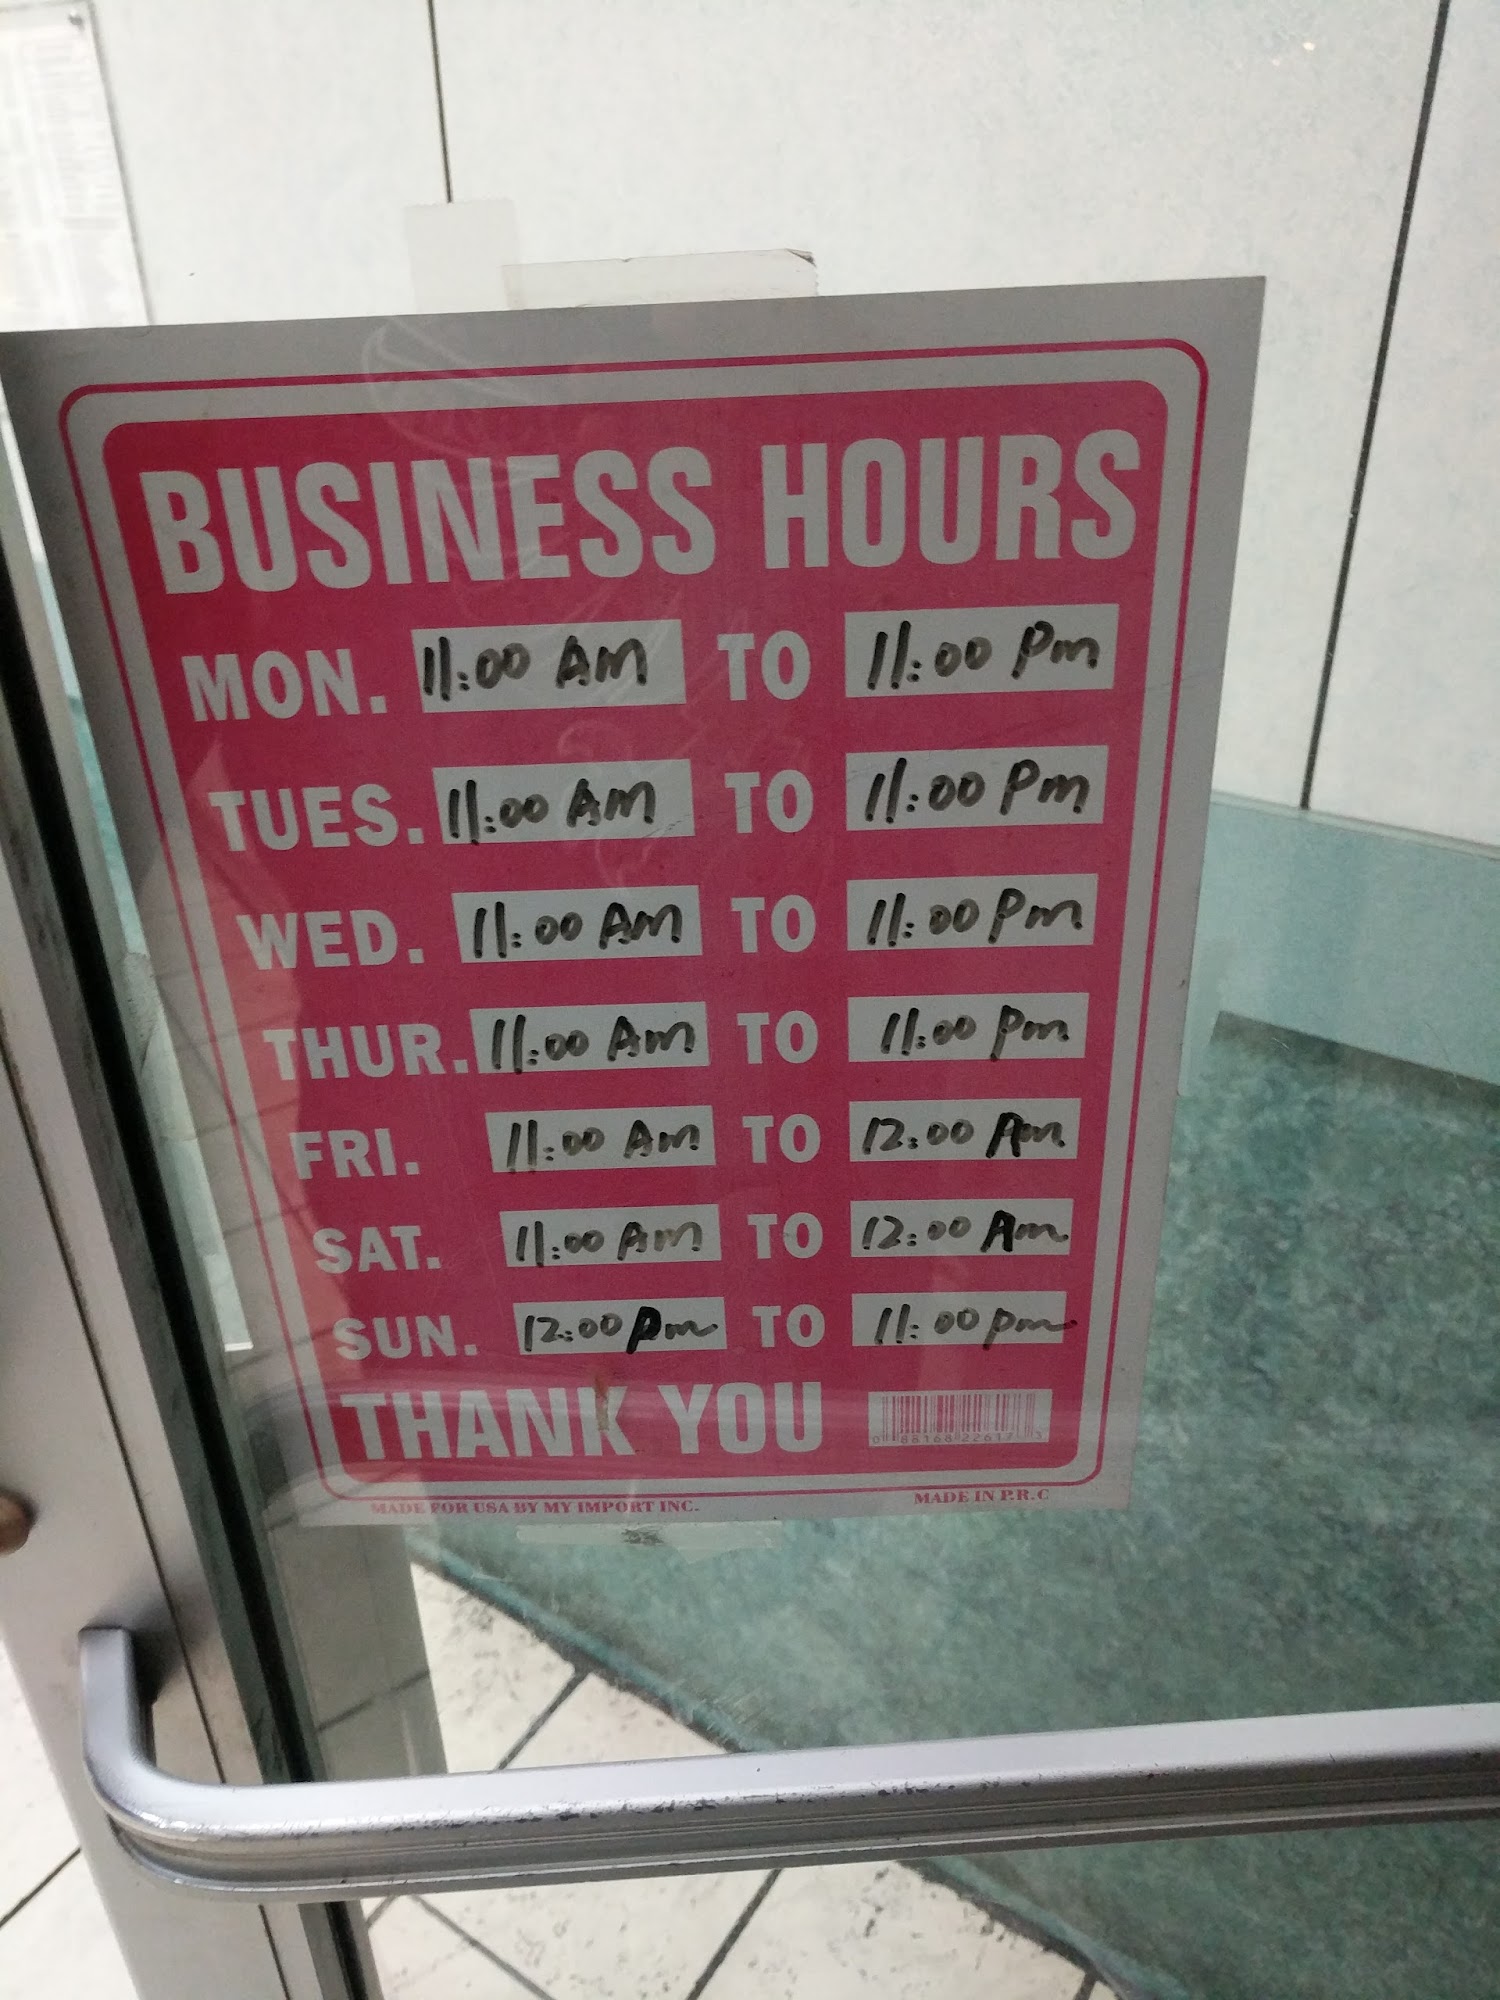 BUSINESS HOURS
MON. 11:00 AM TO 11:00 Pm
TUES. 11:00 AM TO 11:00 Pm
WED. 11:00 AM TO 11:00 Pm
THUR. 11:00 Am TO 11:00 Pm
FRI. 11:00 Am TO 12:00 Am
SAT. 11:00 Am TO 12:00 Am
SUN. 12:00 Pm TO 11:00 pm
THANK YOU
MADE FOR USA BY MY IMPORT INC. MADE IN P.R.C